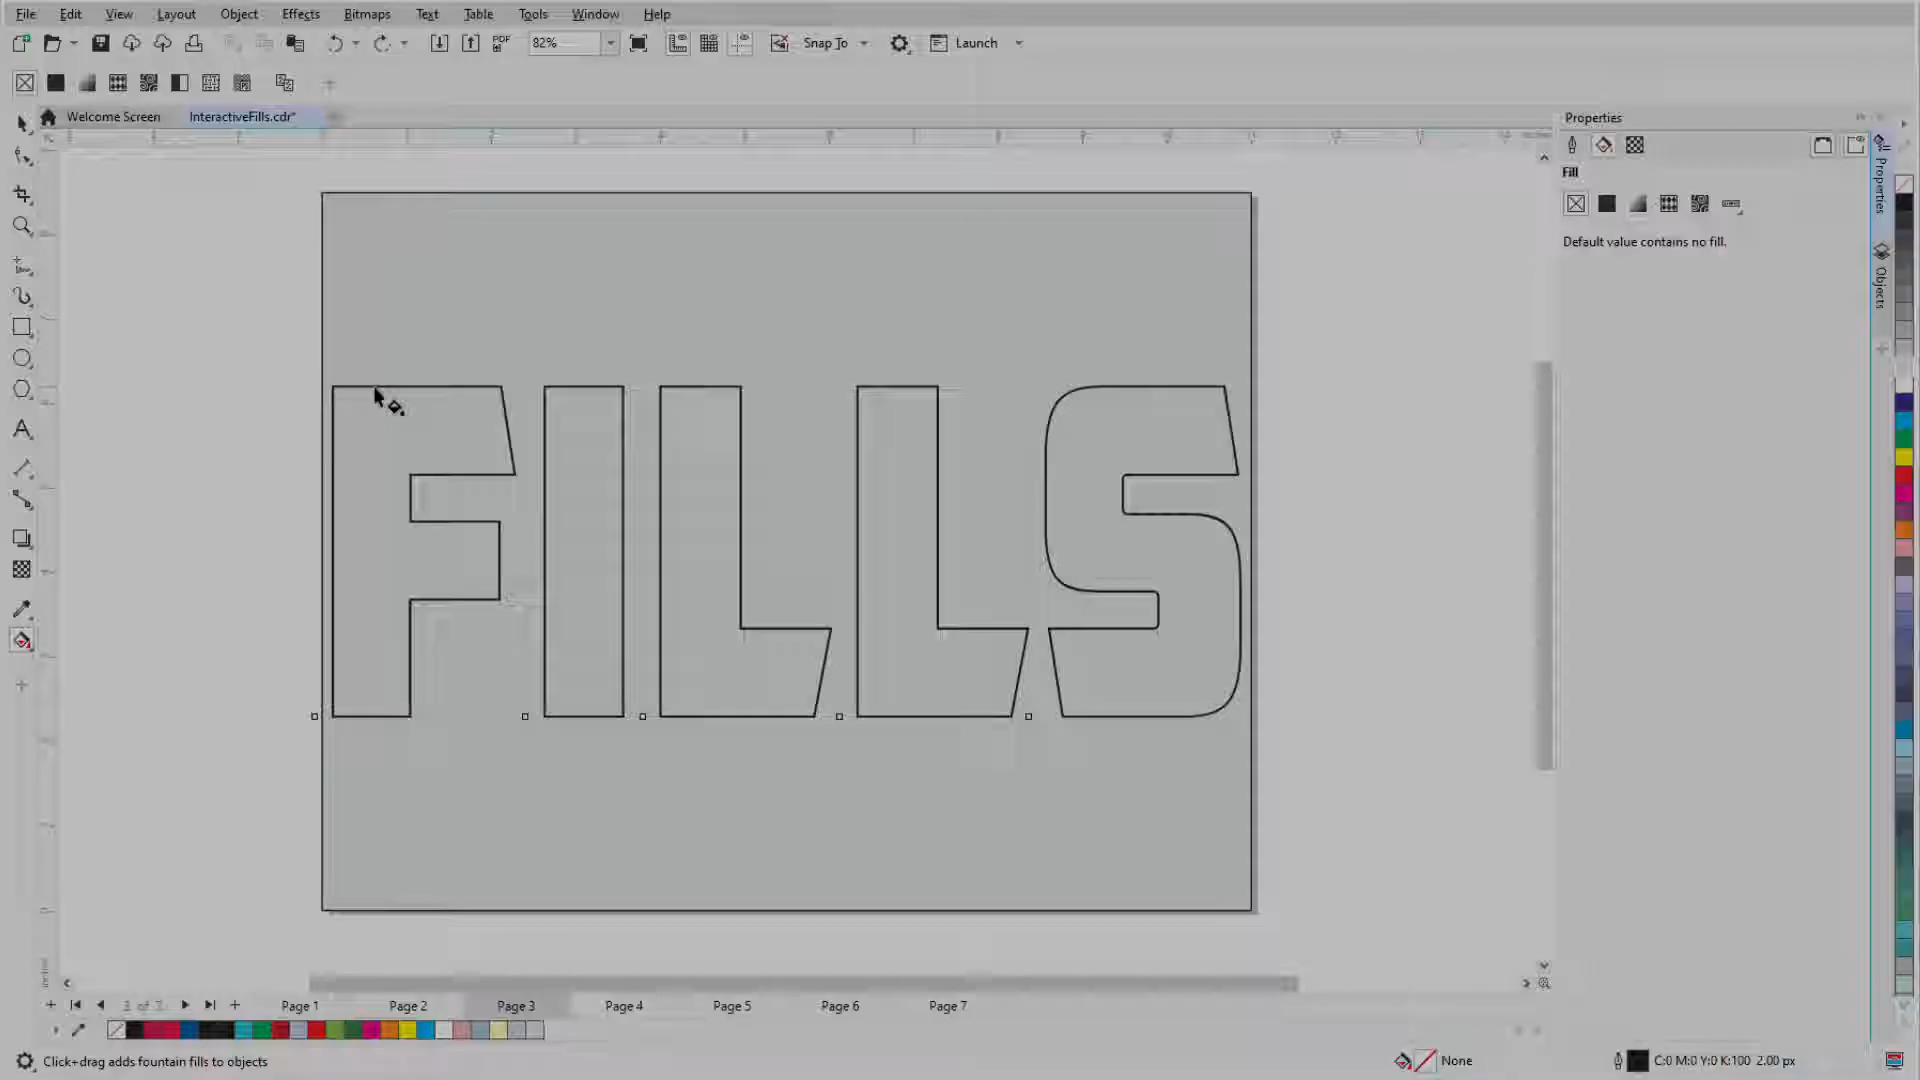 File Edit View Layout Object Effects Bitmaps Text Table Tools Window Help
PDF 82% Snap To Launch
Welcome Screen InteractiveFills.cdr*
Properties
Fill
Default value contains no fill.
Properties
Objects
FILLS
Page 1 Page 2 Page 3 Page 4 Page 5 Page 6 Page 7
Click+drag adds fountain fills to objects
None
C:0 M:0 Y:0 K:100 2.00 px